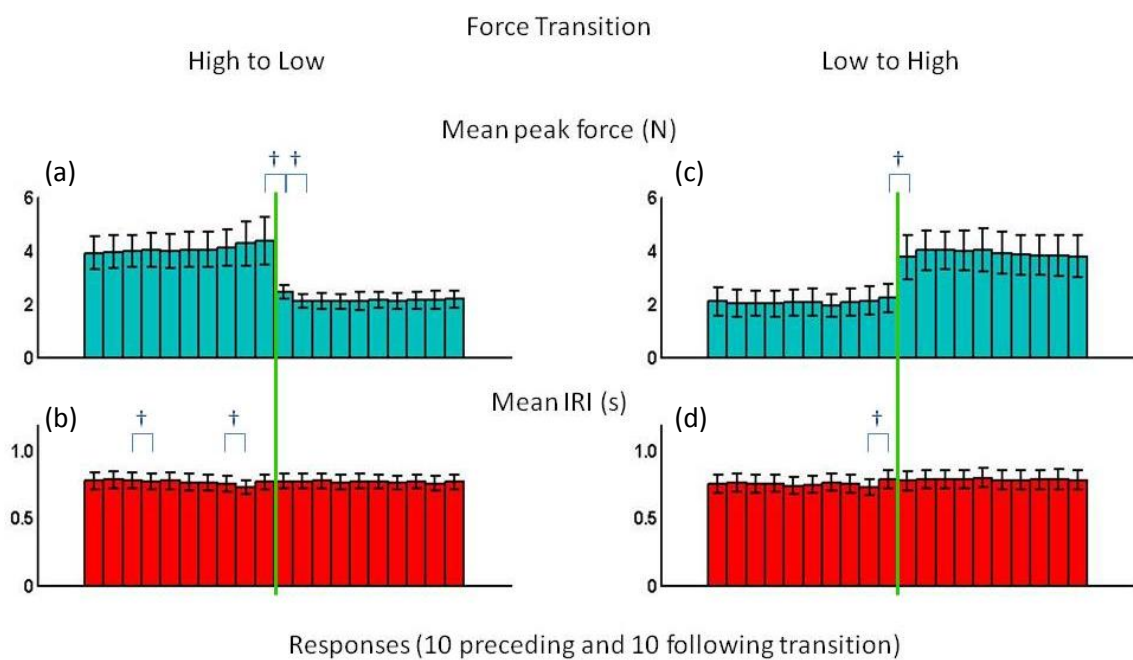 Force Transition
High to Low
Low to High
Mean peak force (N)
(a)
† †
6
4
2
0
(c)
†
6
4
2
0
Mean IRI (s)
(b)
† †
1.0
0.5
0
(d)
†
1.0
0.5
0
Responses (10 preceding and 10 following transition)